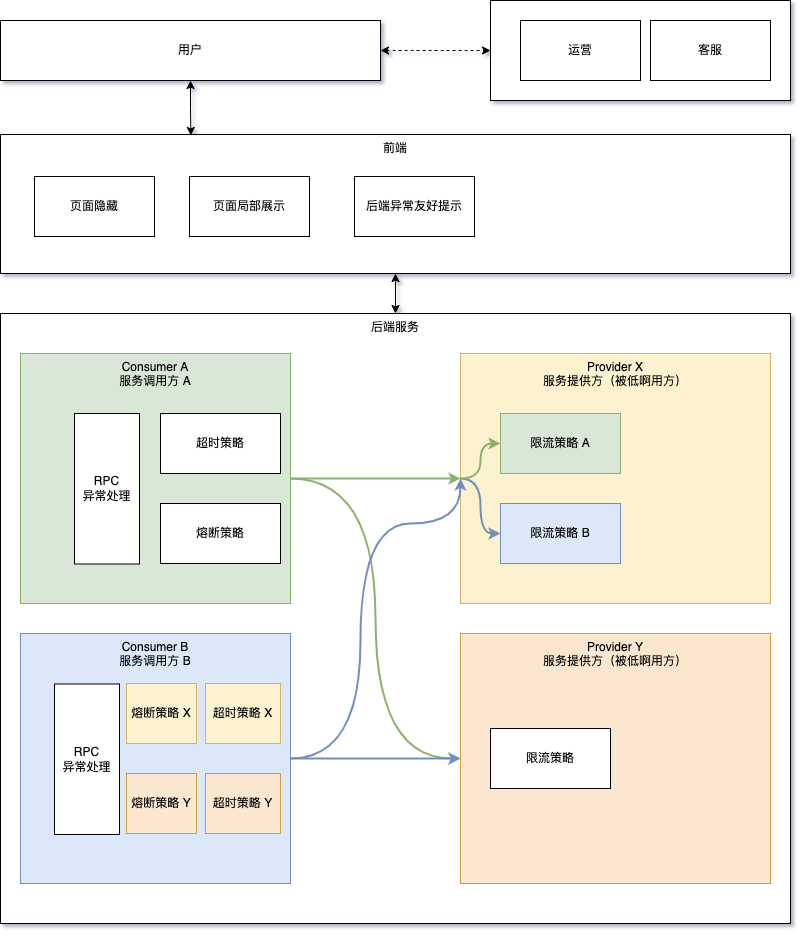 用户
运营
客服
前端
页面隐藏
页面局部展示
后端异常友好提示
后端服务
Consumer A
服务调用方 A
RPC
异常处理
超时策略
熔断策略
Provider X
服务提供方（被低啊用方）
限流策略 A
限流策略 B
Consumer B
服务调用方 B
RPC
异常处理
熔断策略 X
超时策略 X
熔断策略 Y
超时策略 Y
Provider Y
服务提供方（被低啊用方）
限流策略